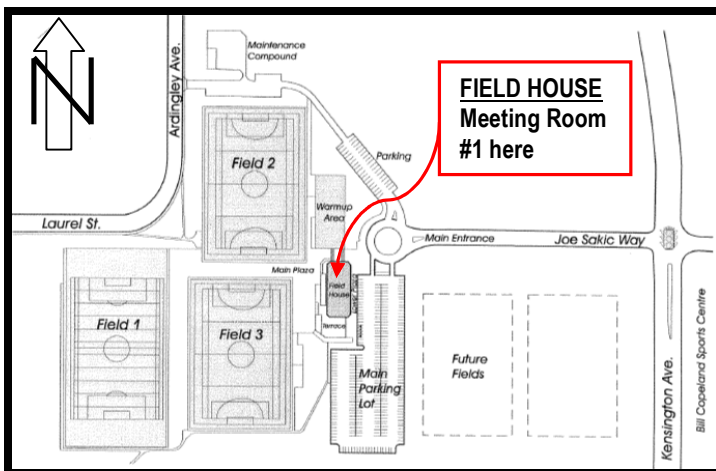 N
Ardingley Ave.
Maintenance
Compound
FIELD HOUSE
Meeting Room
#1 here
Parking
Field 2
Warmup
Area
Laurel St.
Main Entrance
Joe Sakic Way
Main Plaza
Field
House
Terrace
Field 1
Field 3
Main
Parking
Lot
Future
Fields
Kensington Ave.
Bill Copeland Sports Centre